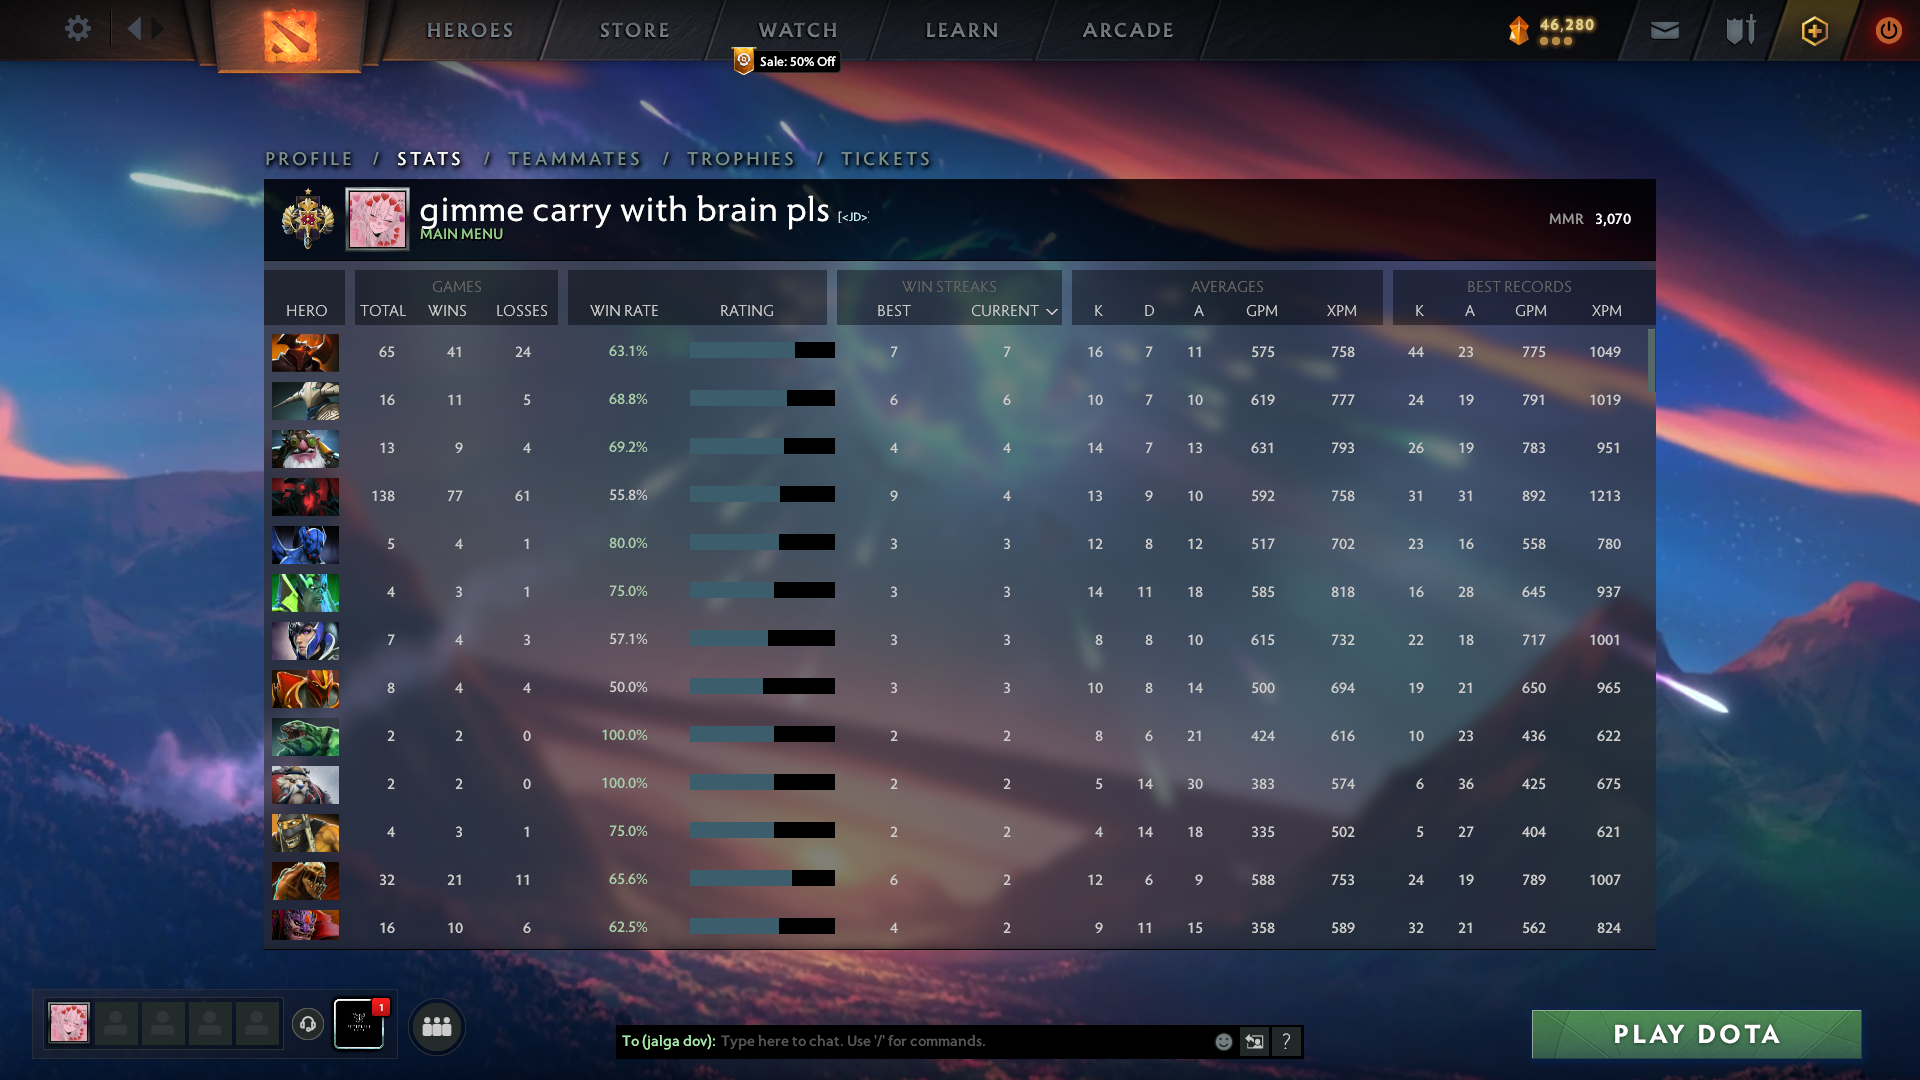 HEROES STORE WATCH LEARN ARCADE 46,280
Sale: 50% Off
PROFILE / STATS / TEAMMATES / TROPHIES / TICKETS
gimme carry with brain pls [<JD>]
MAIN MENU
MMR 3,070
GAMES WIN STREAKS AVERAGES BEST RECORDS
HERO TOTAL WINS LOSSES WIN RATE RATING BEST CURRENT K D A GPM XPM K A GPM XPM
65 41 24 63.1% 7 7 16 7 11 575 758 44 23 775 1049
16 11 5 68.8% 6 6 10 7 10 619 777 24 19 791 1019
13 9 4 69.2% 4 4 14 7 13 631 793 26 19 783 951
138 77 61 55.8% 9 4 13 9 10 592 758 31 31 892 1213
5 4 1 80.0% 3 3 12 8 12 517 702 23 16 558 780
4 3 1 75.0% 3 3 14 11 18 585 818 16 28 645 937
7 4 3 57.1% 3 3 8 8 10 615 732 22 18 717 1001
8 4 4 50.0% 3 3 10 8 14 500 694 19 21 650 965
2 2 0 100.0% 2 2 8 6 21 424 616 10 23 436 622
2 2 0 100.0% 2 2 5 14 30 383 574 6 36 425 675
4 3 1 75.0% 2 2 4 14 18 335 502 5 27 404 621
32 21 11 65.6% 6 2 12 6 9 588 753 24 19 789 1007
16 10 6 62.5% 4 2 9 11 15 358 589 32 21 562 824
1
To (jalga dov): Type here to chat. Use '/' for commands.
?
PLAY DOTA